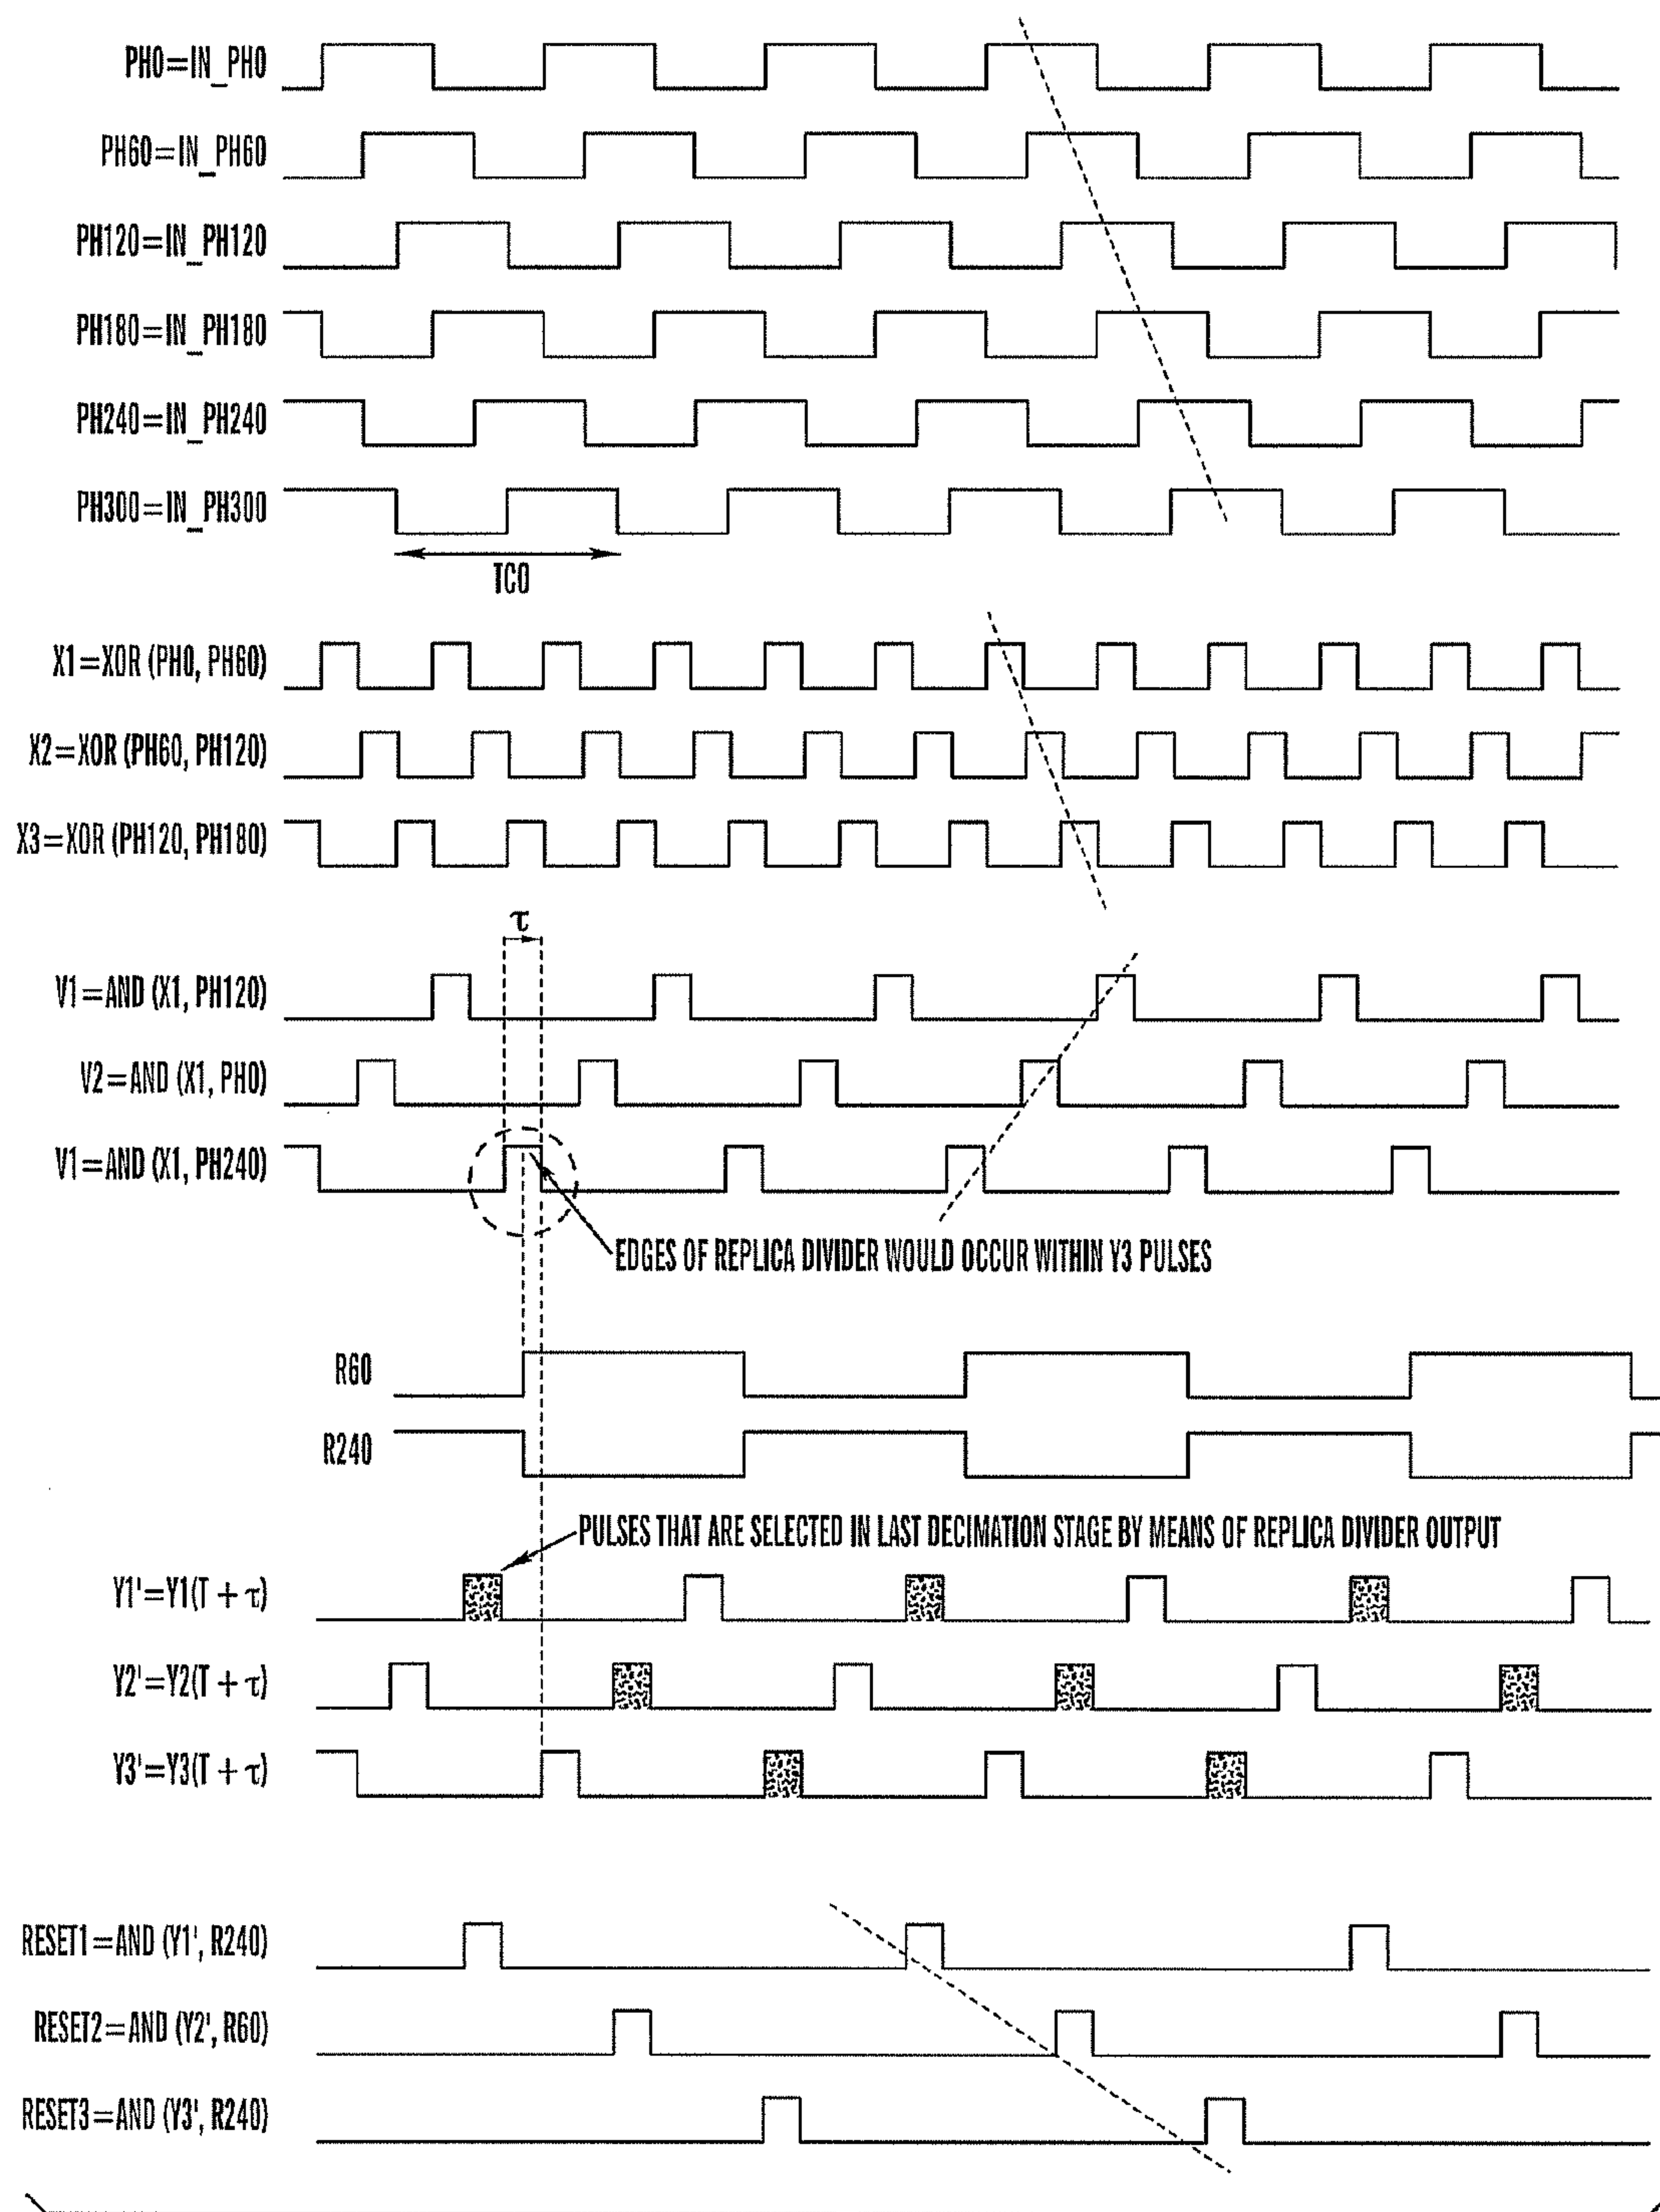 PH0=IN_PH0
PH60=IN_PH60
PH120=IN_PH120
PH180=IN_PH180
PH240=IN_PH240
PH300=IN_PH300
TCO
X1=XOR (PH0, PH60)
X2=XOR (PH60, PH120)
X3=XOR (PH120, PH180)
τ
V1=AND (X1, PH120)
V2=AND (X1, PH0)
V1=AND (X1, PH240)
EDGES OF REPLICA DIVIDER WOULD OCCUR WITHIN Y3 PULSES
R60
R240
PULSES THAT ARE SELECTED IN LAST DECIMATION STAGE BY MEANS OF REPLICA DIVIDER OUTPUT
Y1'=Y1(T + τ)
Y2'=Y2(T + τ)
Y3'=Y3(T + τ)
RESET1=AND (Y1', R240)
RESET2=AND (Y2', R60)
RESET3=AND (Y3', R240)